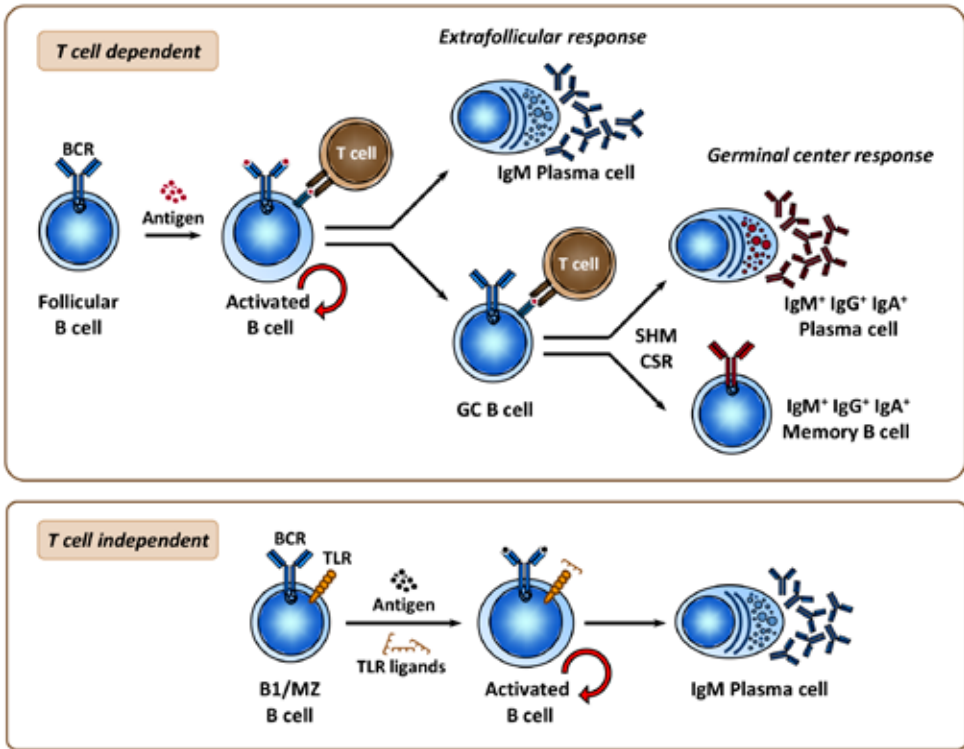 T cell dependent
Extrafollicular response
BCR
Antigen
T cell
IgM Plasma cell
Germinal center response
Follicular
B cell
Activated
B cell
T cell
GC B cell
SHM
CSR
IgM⁺ IgG⁺ IgA⁺
Plasma cell
IgM⁺ IgG⁺ IgA⁺
Memory B cell
T cell independent
BCR
TLR
Antigen
TLR ligands
B1/MZ
B cell
Activated
B cell
IgM Plasma cell